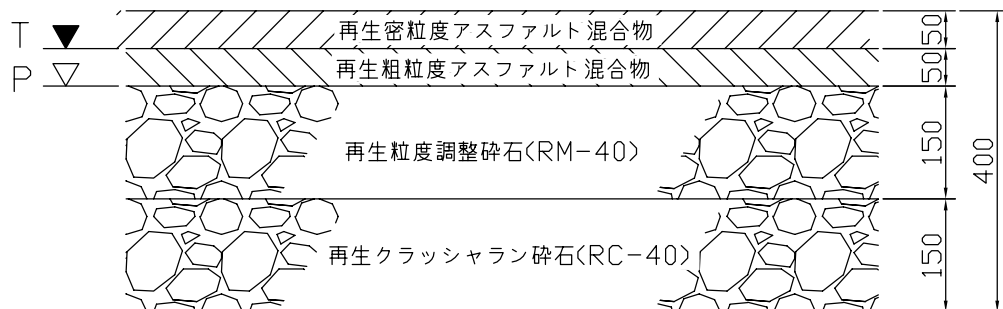 T
再生密粒度アスファルト混合物
50
P
再生粗粒度アスファルト混合物
50
再生粒度調整砕石(RM-40)
150
400
再生クラッシャラン砕石(RC-40)
150